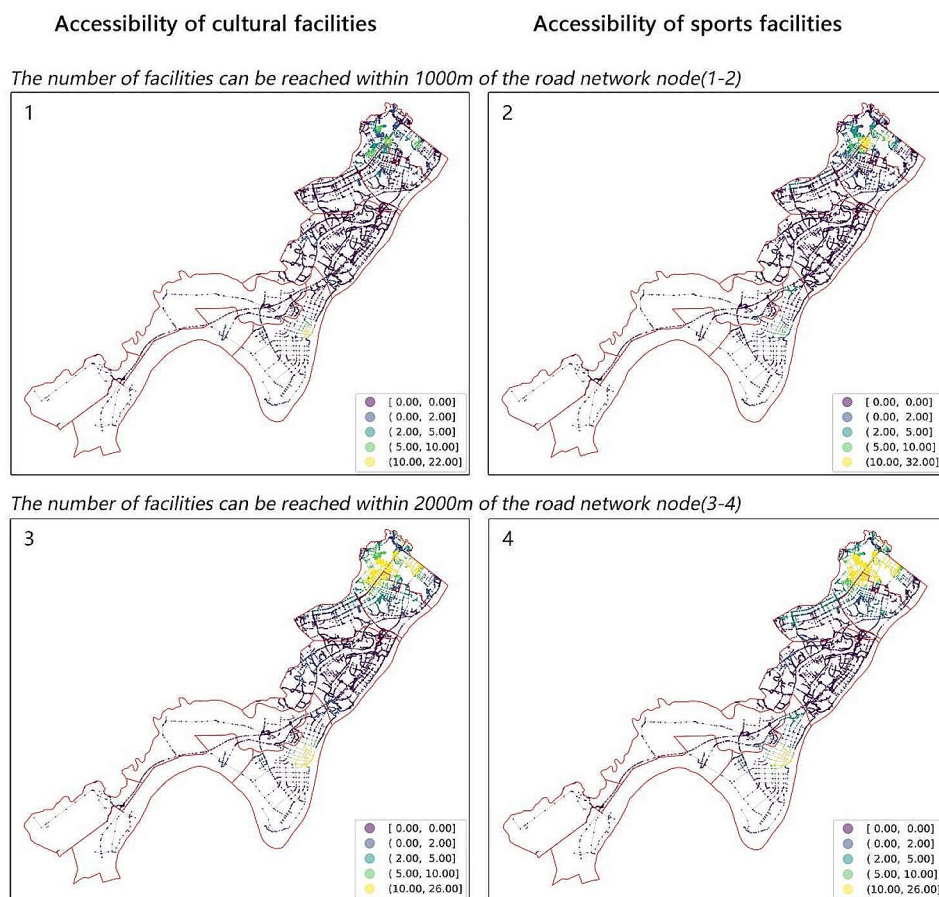 Accessibility of cultural facilities
Accessibility of sports facilities
The number of facilities can be reached within 1000m of the road network node(1-2)
1
[ 0.00, 0.00]
( 0.00, 2.00]
( 2.00, 5.00]
( 5.00, 10.00]
(10.00, 22.00]
2
[ 0.00, 0.00]
( 0.00, 2.00]
( 2.00, 5.00]
( 5.00, 10.00]
(10.00, 32.00]
The number of facilities can be reached within 2000m of the road network node(3-4)
3
[ 0.00, 0.00]
( 0.00, 2.00]
( 2.00, 5.00]
( 5.00, 10.00]
(10.00, 26.00]
4
[ 0.00, 0.00]
( 0.00, 2.00]
( 2.00, 5.00]
( 5.00, 10.00]
(10.00, 26.00]